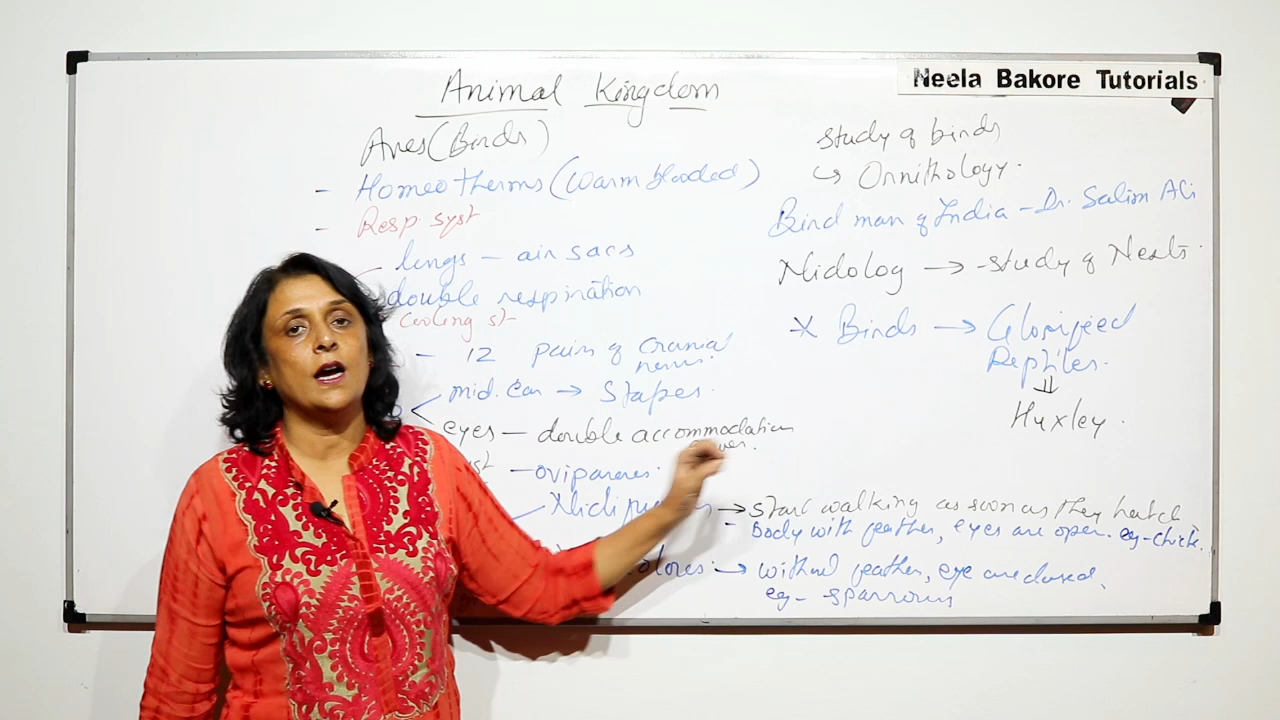 Animal Kingdom
Neela Bakore Tutorials
Aves (Birds)
- Homeotherms (Warm blooded)
- Resp. syst
lungs - air sacs
double respiration
Cooling s)-
- 12 pairs of cranial
nerves.
mid. ear → Stapes.
eyes - double accommodation
- oviparous.
→ start walking as soon as they hatch
- Body with feather, eyes are open. eg - chick.
→ without feather, eye are closed.
eg - sparrows
study of birds
↳ Ornithology.
Bird man of India - Dr. Salim Ali
Nidolog → study of Nests.
* Birds → Glorified
Reptiles.
⇓
Huxley.